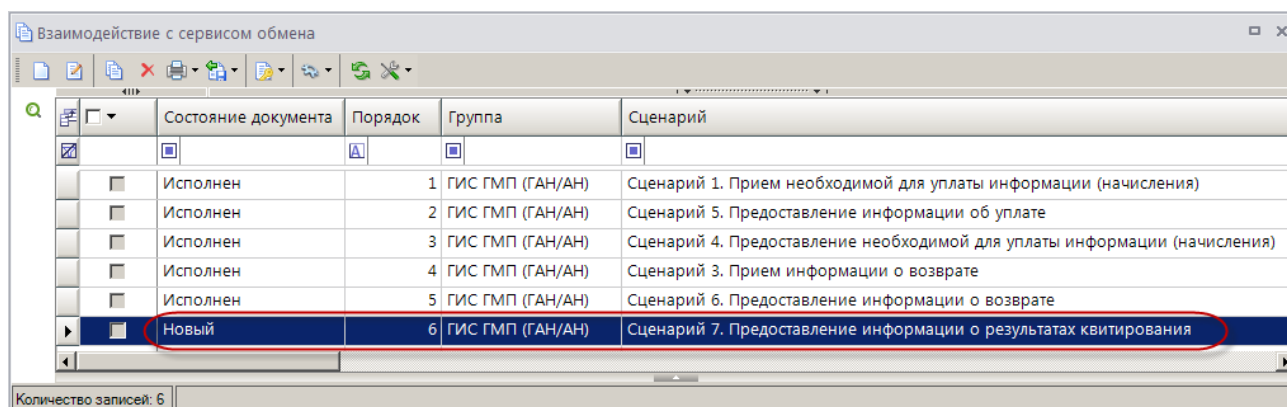 Взаимодействие с сервисом обмена
Состояние документа Порядок Группа Сценарий
A
Исполнен 1 ГИС ГМП (ГАН/АН) Сценарий 1. Прием необходимой для уплаты информации (начисления)
Исполнен 2 ГИС ГМП (ГАН/АН) Сценарий 5. Предоставление информации об уплате
Исполнен 3 ГИС ГМП (ГАН/АН) Сценарий 4. Предоставление необходимой для уплаты информации (начисления)
Исполнен 4 ГИС ГМП (ГАН/АН) Сценарий 3. Прием информации о возврате
Исполнен 5 ГИС ГМП (ГАН/АН) Сценарий 6. Предоставление информации о возврате
Новый 6 ГИС ГМП (ГАН/АН) Сценарий 7. Предоставление информации о результатах квитирования
Количество записей: 6